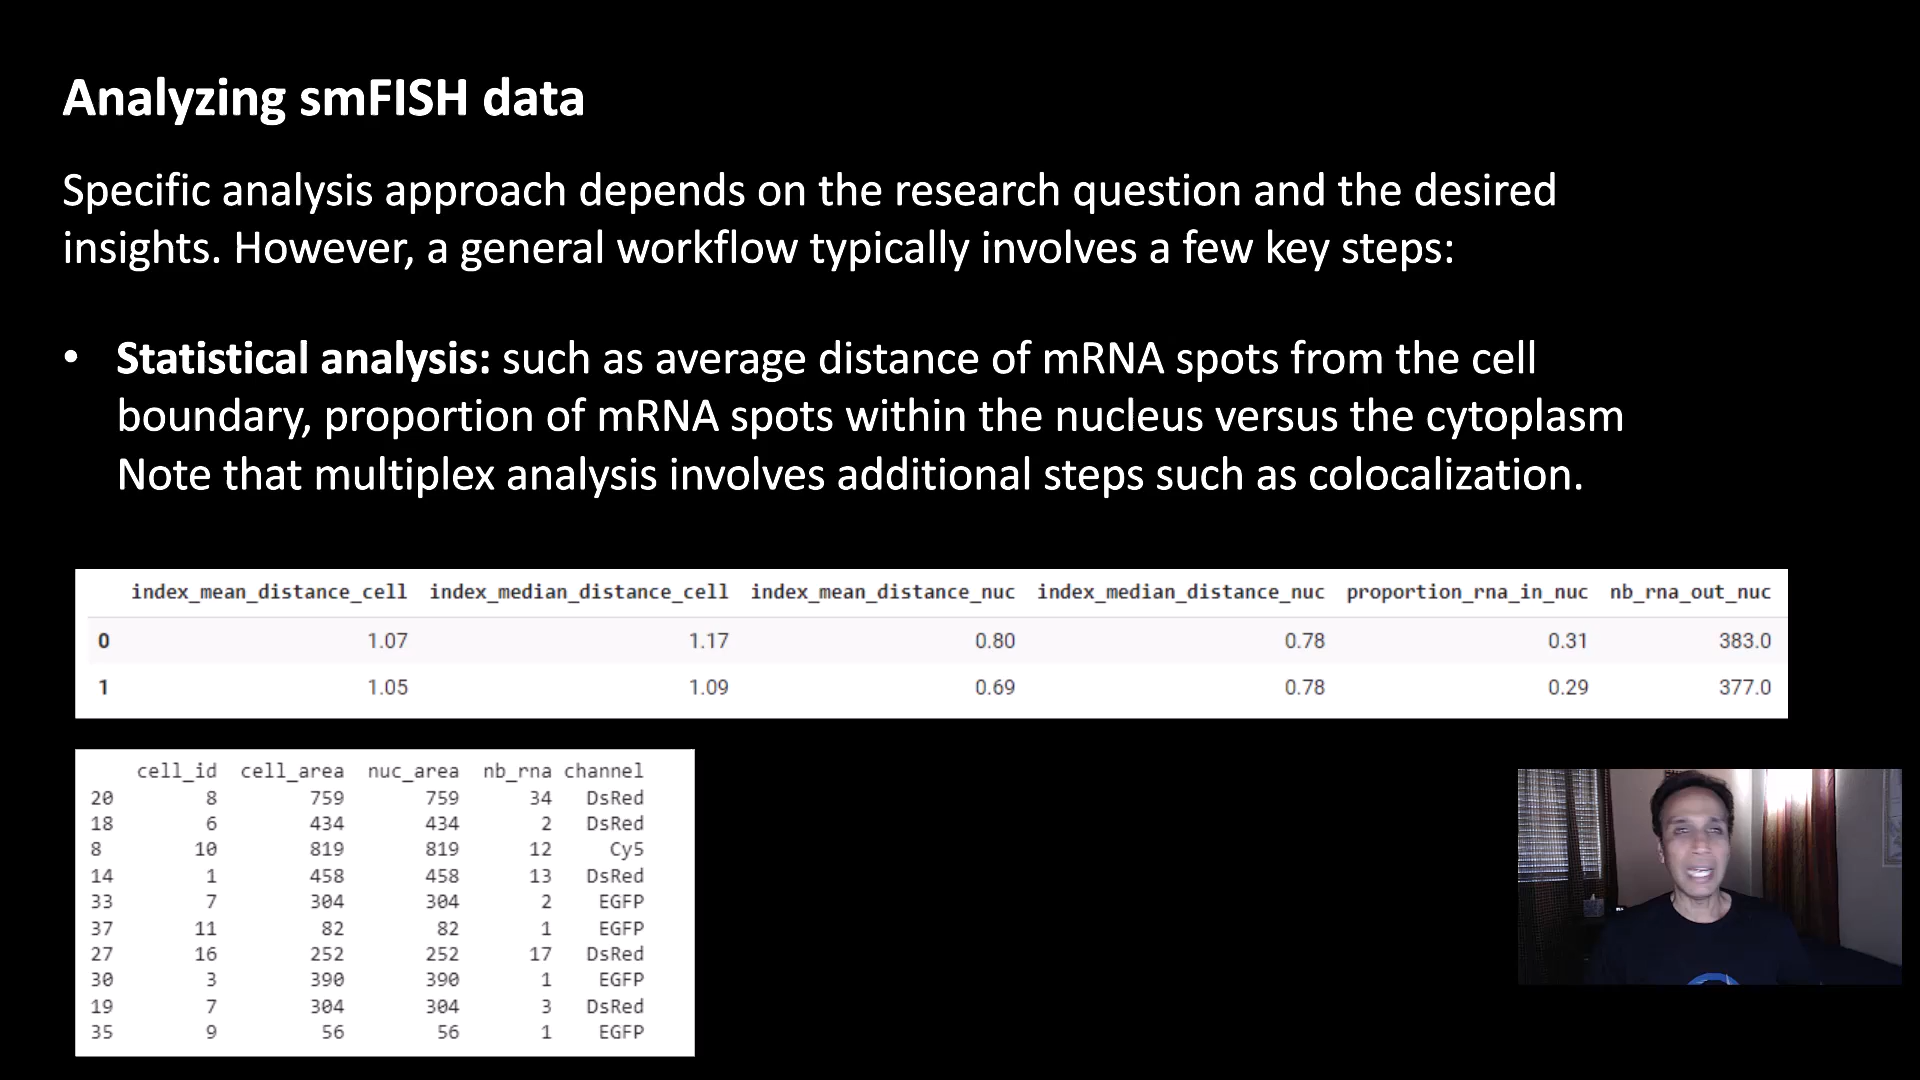 Analyzing smFISH data
Specific analysis approach depends on the research question and the desired
insights. However, a general workflow typically involves a few key steps:
• Statistical analysis: such as average distance of mRNA spots from the cell
boundary, proportion of mRNA spots within the nucleus versus the cytoplasm
Note that multiplex analysis involves additional steps such as colocalization.
index_mean_distance_cell index_median_distance_cell index_mean_distance_nuc index_median_distance_nuc proportion_rna_in_nuc nb_rna_out_nuc
0 1.07 1.17 0.80 0.78 0.31 383.0
1 1.05 1.09 0.69 0.78 0.29 377.0
cell_id cell_area nuc_area nb_rna channel
20 8 759 759 34 DsRed
18 6 434 434 2 DsRed
8 10 819 819 12 Cy5
14 1 458 458 13 DsRed
33 7 304 304 2 EGFP
37 11 82 82 1 EGFP
27 16 252 252 17 DsRed
30 3 390 390 1 EGFP
19 7 304 304 3 DsRed
35 9 56 56 1 EGFP